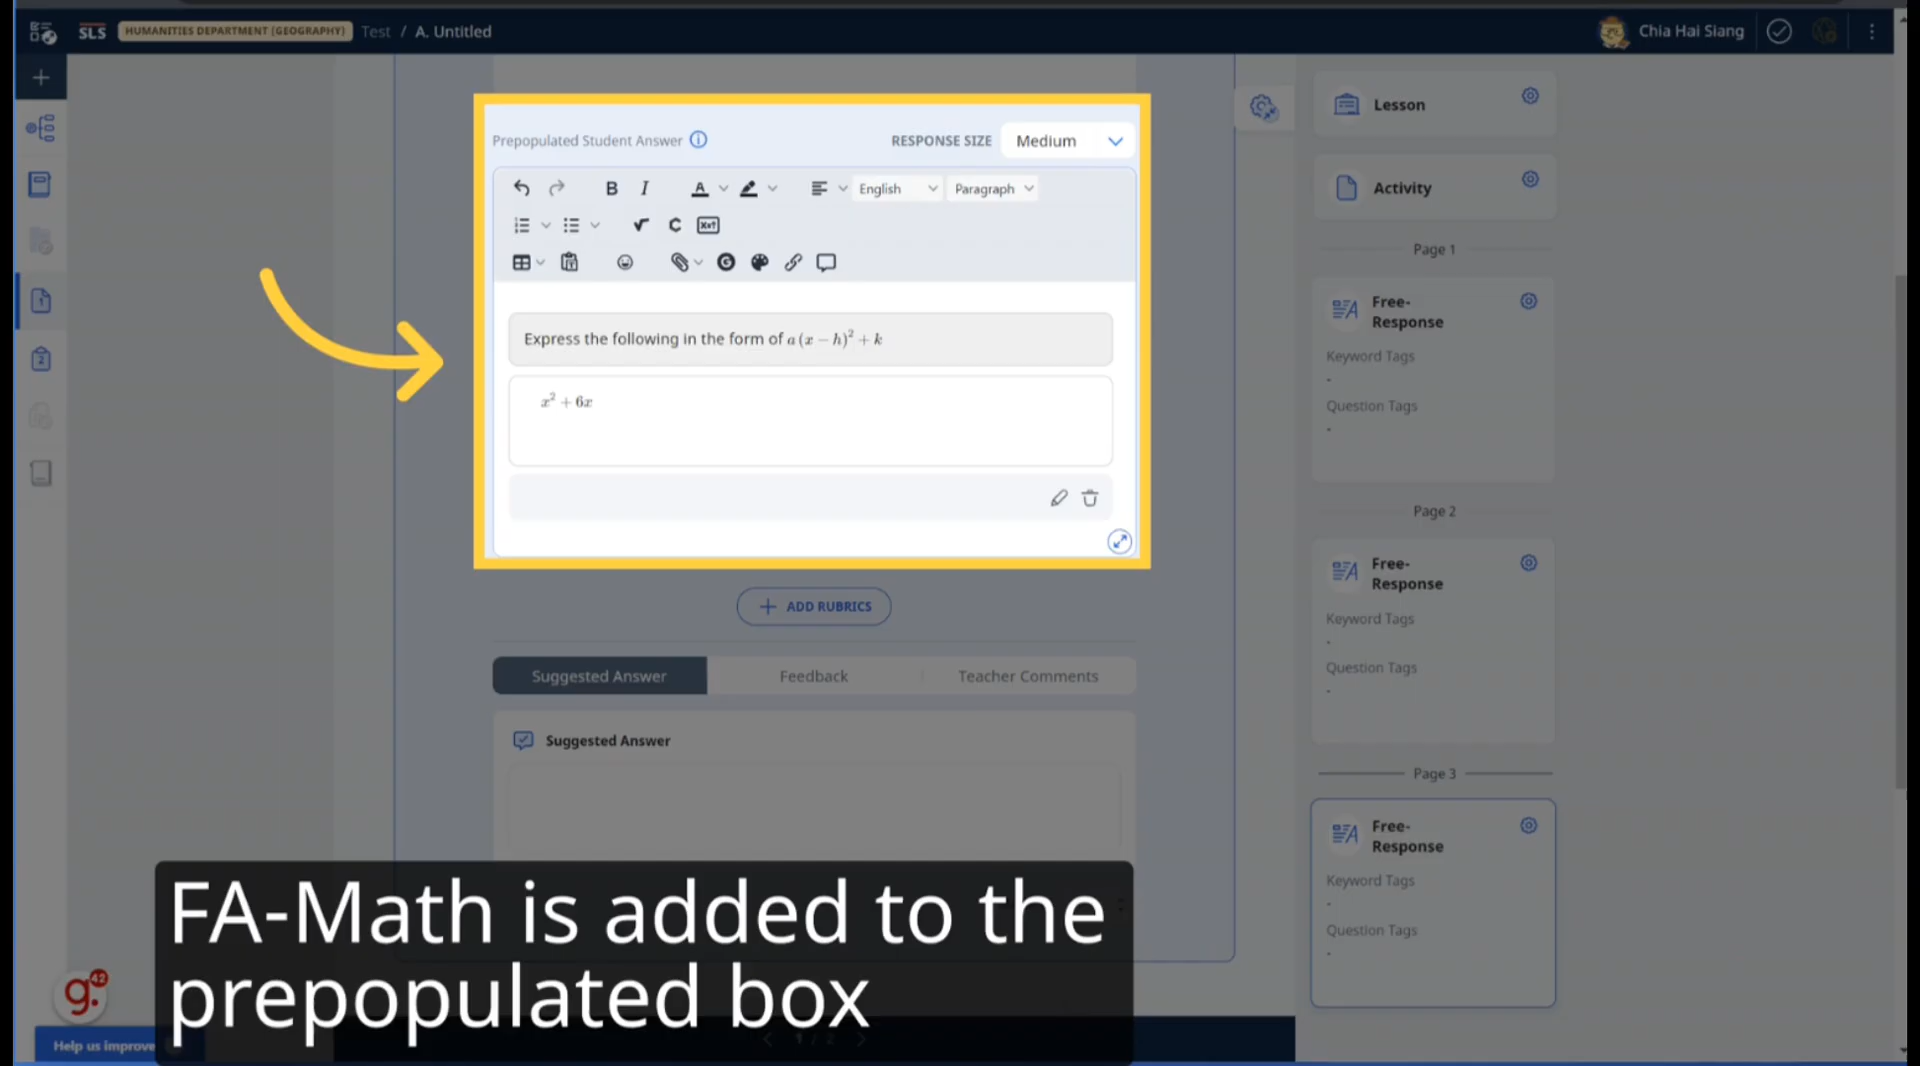 SLS HUMANITIES DEPARTMENT (GEOGRAPHY) Test / A. Untitled
Chia Hai Siang
Prepopulated Student Answer
RESPONSE SIZE Medium
B I A English Paragraph
Express the following in the form of a(x − h)² + k
x² + 6x
ADD RUBRICS
Suggested Answer Feedback Teacher Comments
Suggested Answer
Lesson
Activity
Page 1
Free-
Response
Keyword Tags
-
Question Tags
-
Page 2
Free-
Response
Keyword Tags
-
Question Tags
-
Page 3
Free-
Response
Keyword Tags
-
Question Tags
-
FA-Math is added to the
prepopulated box
g. 42
Help us improve